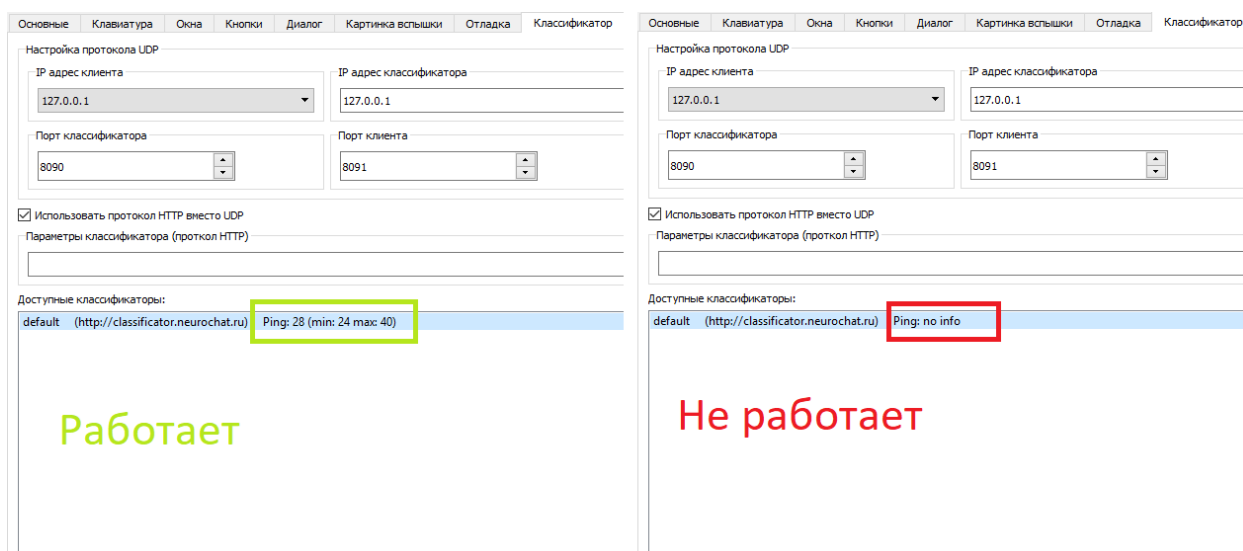 Основные Клавиатура Окна Кнопки Диалог Картинка вспышки Отладка Классификатор
Настройка протокола UDP
IP адрес клиента IP адрес классификатора
127.0.0.1 127.0.0.1
Порт классификатора Порт клиента
8090 8091
Использовать протокол HTTP вместо UDP
Параметры классификатора (проткол HTTP)
Доступные классификаторы:
default (http://classificator.neurochat.ru) Ping: 28 (min: 24 max: 40)
Работает
Основные Клавиатура Окна Кнопки Диалог Картинка вспышки Отладка Классификатор
Настройка протокола UDP
IP адрес клиента IP адрес классификатора
127.0.0.1 127.0.0.1
Порт классификатора Порт клиента
8090 8091
Использовать протокол HTTP вместо UDP
Параметры классификатора (проткол HTTP)
Доступные классификаторы:
default (http://classificator.neurochat.ru) Ping: no info
Не работает